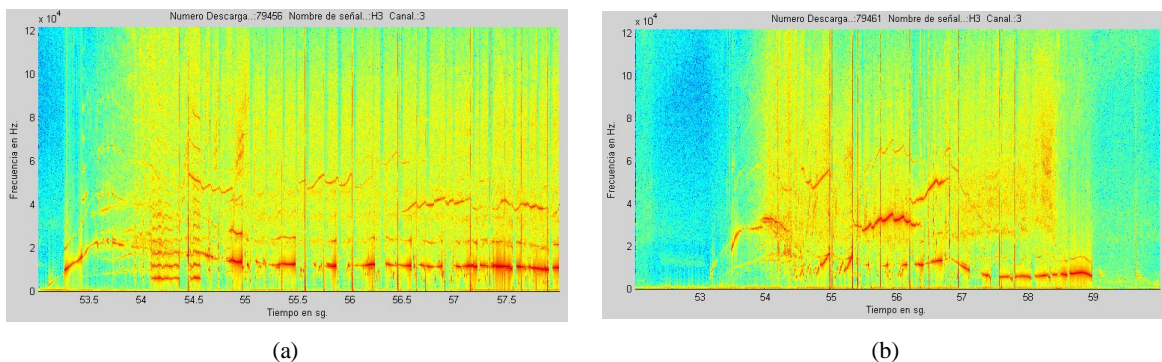 Numero Descarga..:79456 Nombre de señal..:H3 Canal.:3
x 10^4
12
10
8
6
4
2
0
Frecuencia en Hz.
53.5 54 54.5 55 55.5 56 56.5 57 57.5
Tiempo en sg.
(a)
Numero Descarga..:79461 Nombre de señal..:H3 Canal.:3
x 10^4
12
10
8
6
4
2
0
Frecuencia en Hz.
53 54 55 56 57 58 59
Tiempo en sg.
(b)